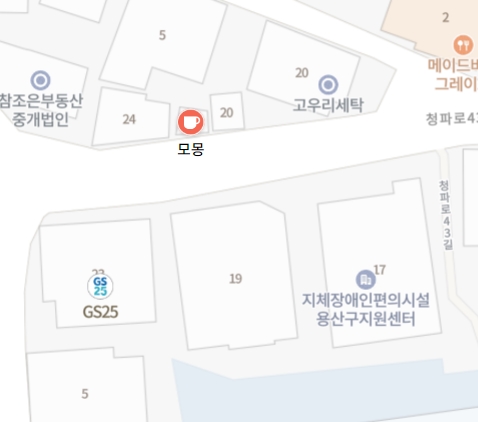 2
5
메이드
그레이
20
참조은부동산
중개법인
고우리세탁
24
20
청파로43
모몽
청파로43길
19
17
GS
25
GS25
지체장애인편의시설
용산구지원센터
5